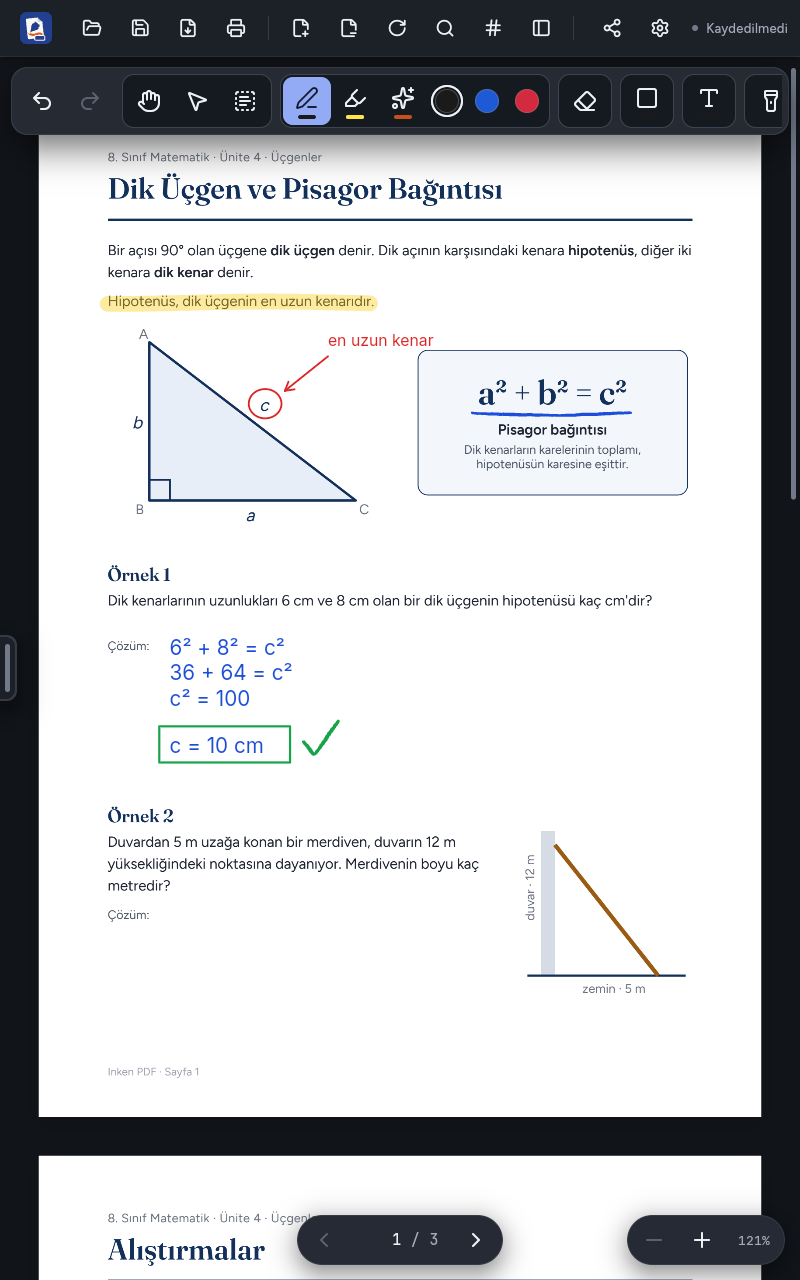 Kaydedilmedi
8. Sınıf Matematik · Ünite 4 · Üçgenler
Dik Üçgen ve Pisagor Bağıntısı
Bir açısı 90° olan üçgene dik üçgen denir. Dik açının karşısındaki kenara hipotenüs, diğer iki
kenara dik kenar denir.
Hipotenüs, dik üçgenin en uzun kenarıdır.
A
en uzun kenar
c
b
B
a
C
a² + b² = c²
Pisagor bağıntısı
Dik kenarların karelerinin toplamı,
hipotenüsün karesine eşittir.
Örnek 1
Dik kenarlarının uzunlukları 6 cm ve 8 cm olan bir dik üçgenin hipotenüsü kaç cm'dir?
Çözüm:
6² + 8² = c²
36 + 64 = c²
c² = 100
c = 10 cm
Örnek 2
Duvardan 5 m uzağa konan bir merdiven, duvarın 12 m
yüksekliğindeki noktasına dayanıyor. Merdivenin boyu kaç
metredir?
Çözüm:
duvar · 12 m
zemin · 5 m
Inken PDF · Sayfa 1
8. Sınıf Matematik · Ünite 4 · Üçgenl
Alıştırmalar
1 / 3
121%